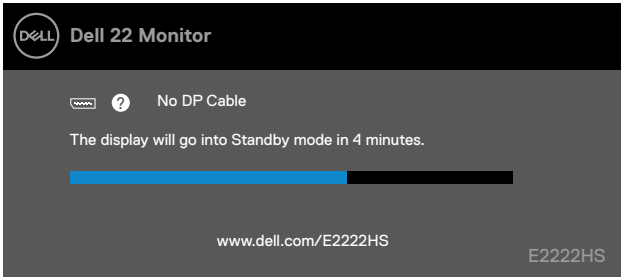 DELL Dell 22 Monitor
? No DP Cable
The display will go into Standby mode in 4 minutes.
www.dell.com/E2222HS
E2222HS